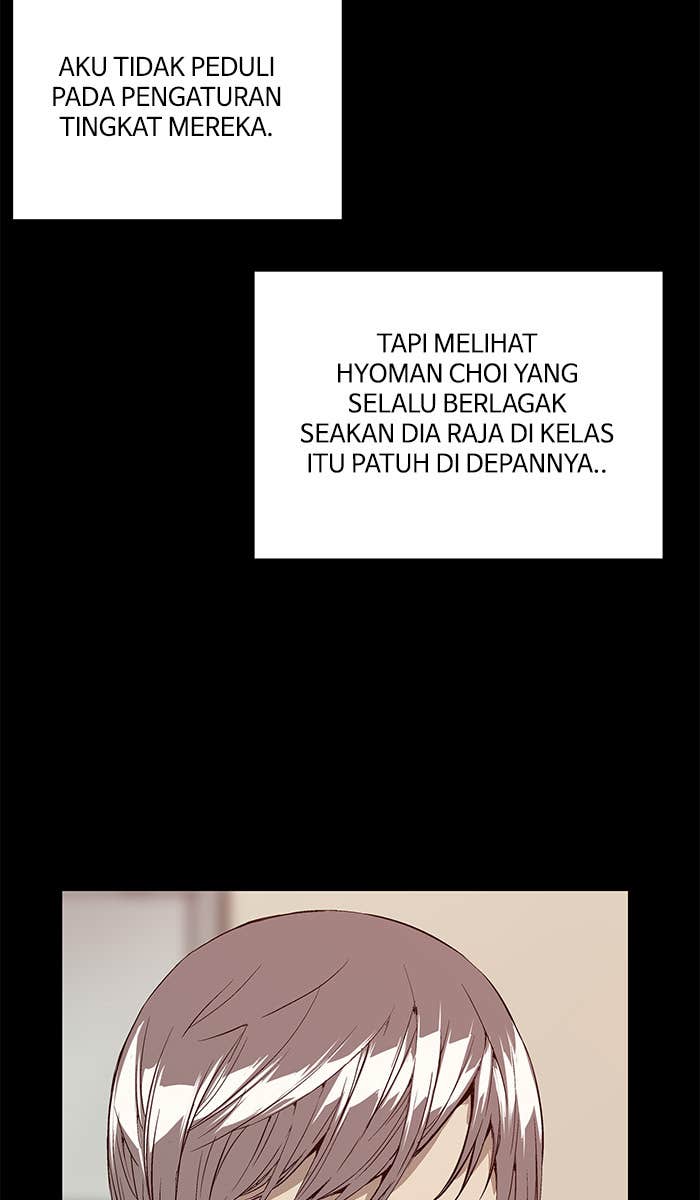 AKU TIDAK PEDULI
PADA PENGATURAN
TINGKAT MEREKA.
TAPI MELIHAT
HYOMAN CHOI YANG
SELALU BERLAGAK
SEAKAN DIA RAJA DI KELAS
ITU PATUH DI DEPANNYA..